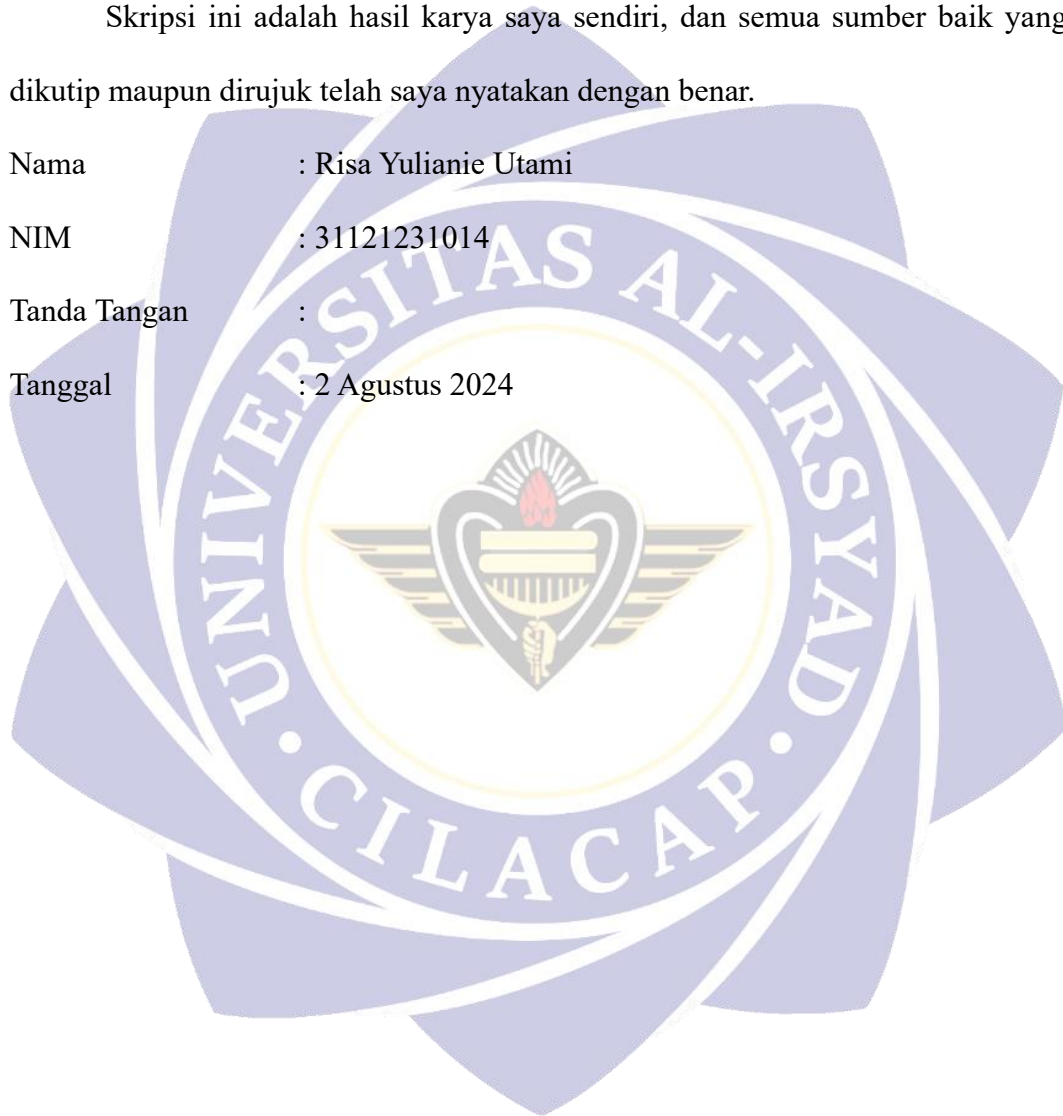 Skripsi ini adalah hasil karya saya sendiri, dan semua sumber baik yang
dikutip maupun dirujuk telah saya nyatakan dengan benar.
Nama : Risa Yulianie Utami
NIM : 31121231014
Tanda Tangan :
Tanggal : 2 Agustus 2024
UNIVERSITAS AL-IRSYAD
• CILACAP •